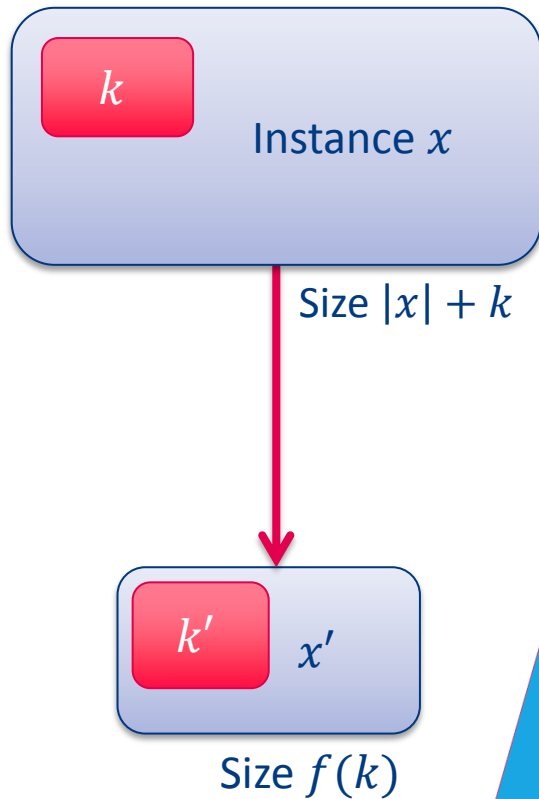 𝑘
Instance 𝑥
Size |𝑥| + 𝑘
𝑘′
𝑥′
Size 𝑓(𝑘)